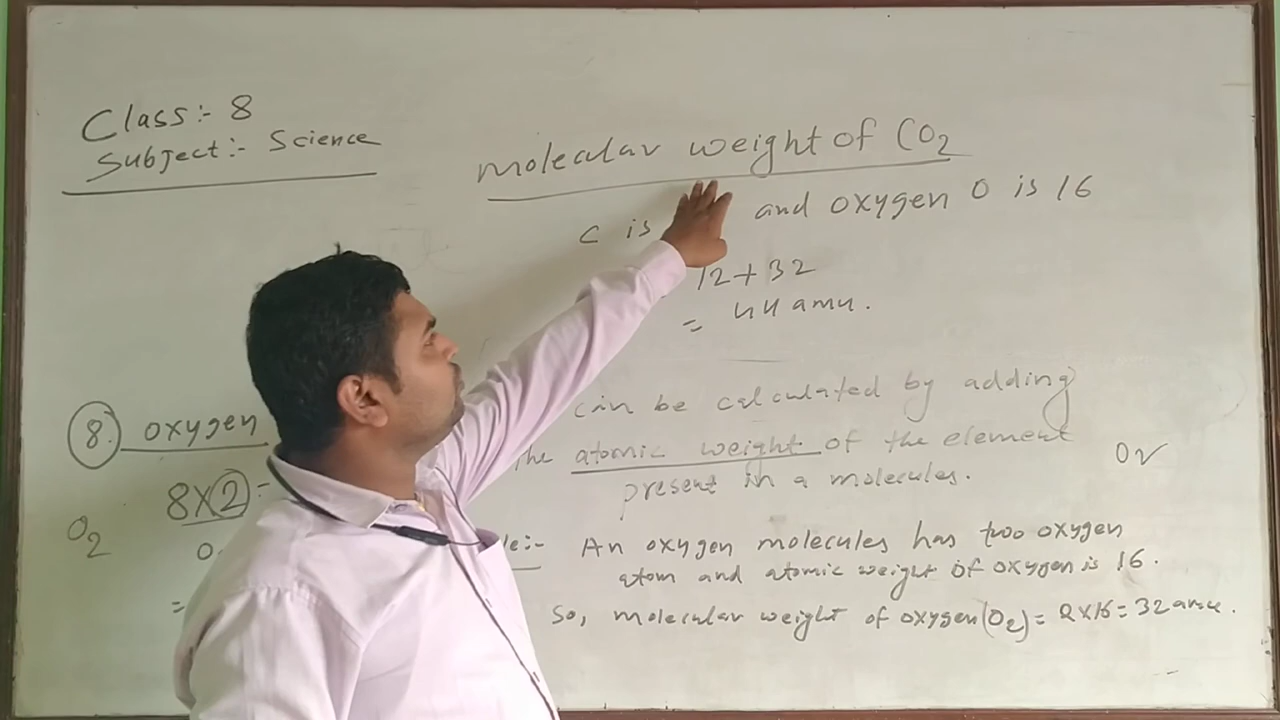 Class:- 8
Subject:- Science
molecular weight of CO2
C is and oxygen O is 16
12+32
= 44 amu.
can be calculated by adding
the atomic weight of the element
present in a molecules.
8. oxygen
8x2=
O2
=
An oxygen molecules has two oxygen
atom and atomic weight of oxygen is 16.
So, molecular weight of oxygen(O2) = 2x16 = 32 amu.